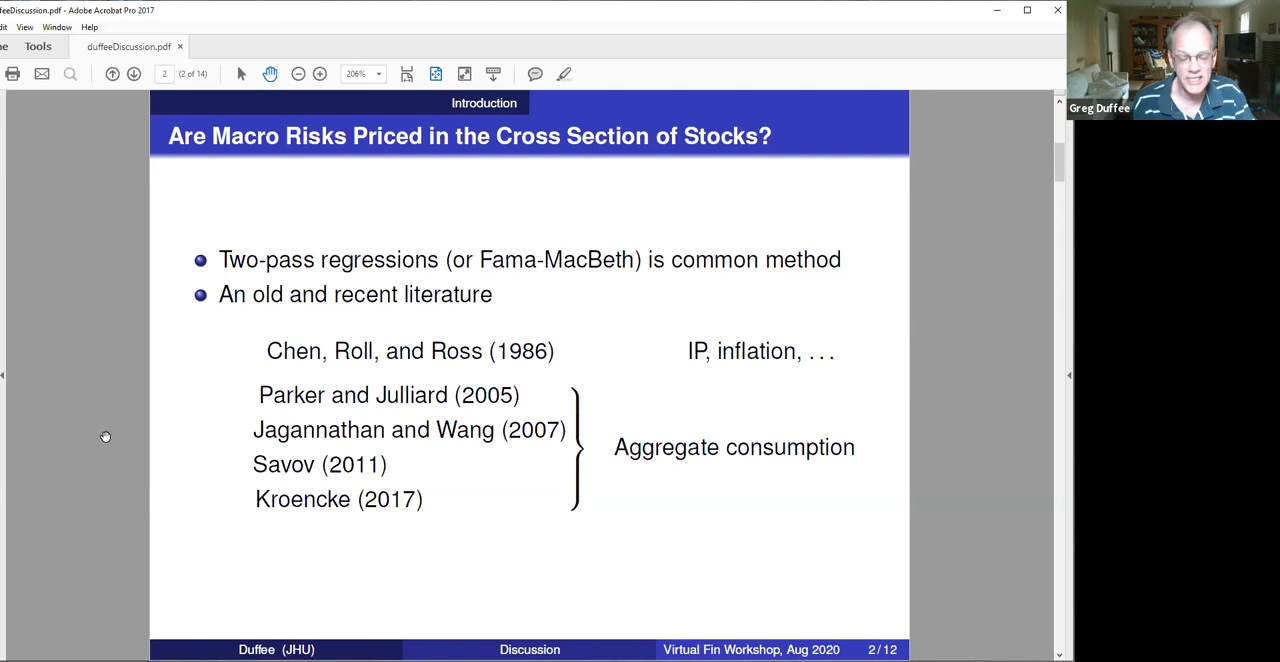 feeDiscussion.pdf - Adobe Acrobat Pro 2017
dit View Window Help
ne Tools duffeeDiscussion.pdf ×
2 (2 of 14) 206%
Greg Duffee
Introduction
Are Macro Risks Priced in the Cross Section of Stocks?
Two-pass regressions (or Fama-MacBeth) is common method
An old and recent literature
Chen, Roll, and Ross (1986) IP, inflation, ...
Parker and Julliard (2005)
Jagannathan and Wang (2007)
Aggregate consumption
Savov (2011)
Kroencke (2017)
Duffee (JHU) Discussion Virtual Fin Workshop, Aug 2020 2 / 12